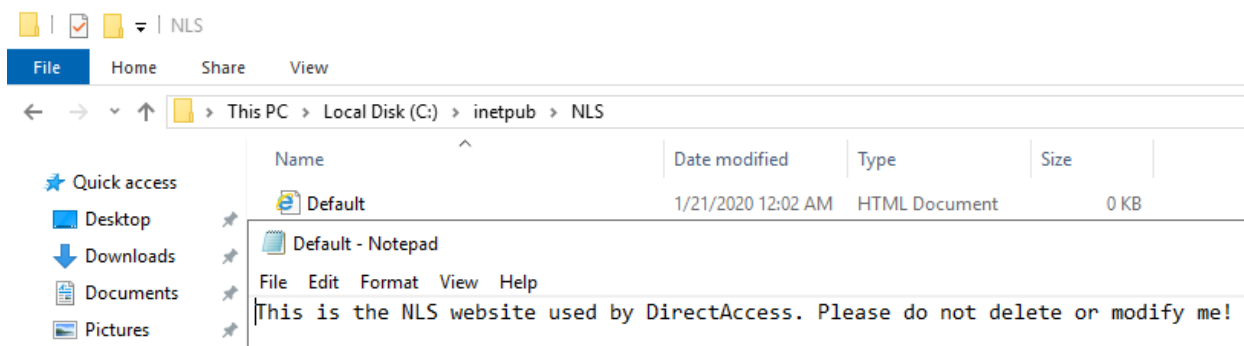 NLS
File Home Share View
This PC > Local Disk (C:) > inetpub > NLS
Name Date modified Type Size
Quick access
Default 1/21/2020 12:02 AM HTML Document 0 KB
Desktop
Default - Notepad
Downloads
File Edit Format View Help
Documents
This is the NLS website used by DirectAccess. Please do not delete or modify me!
Pictures